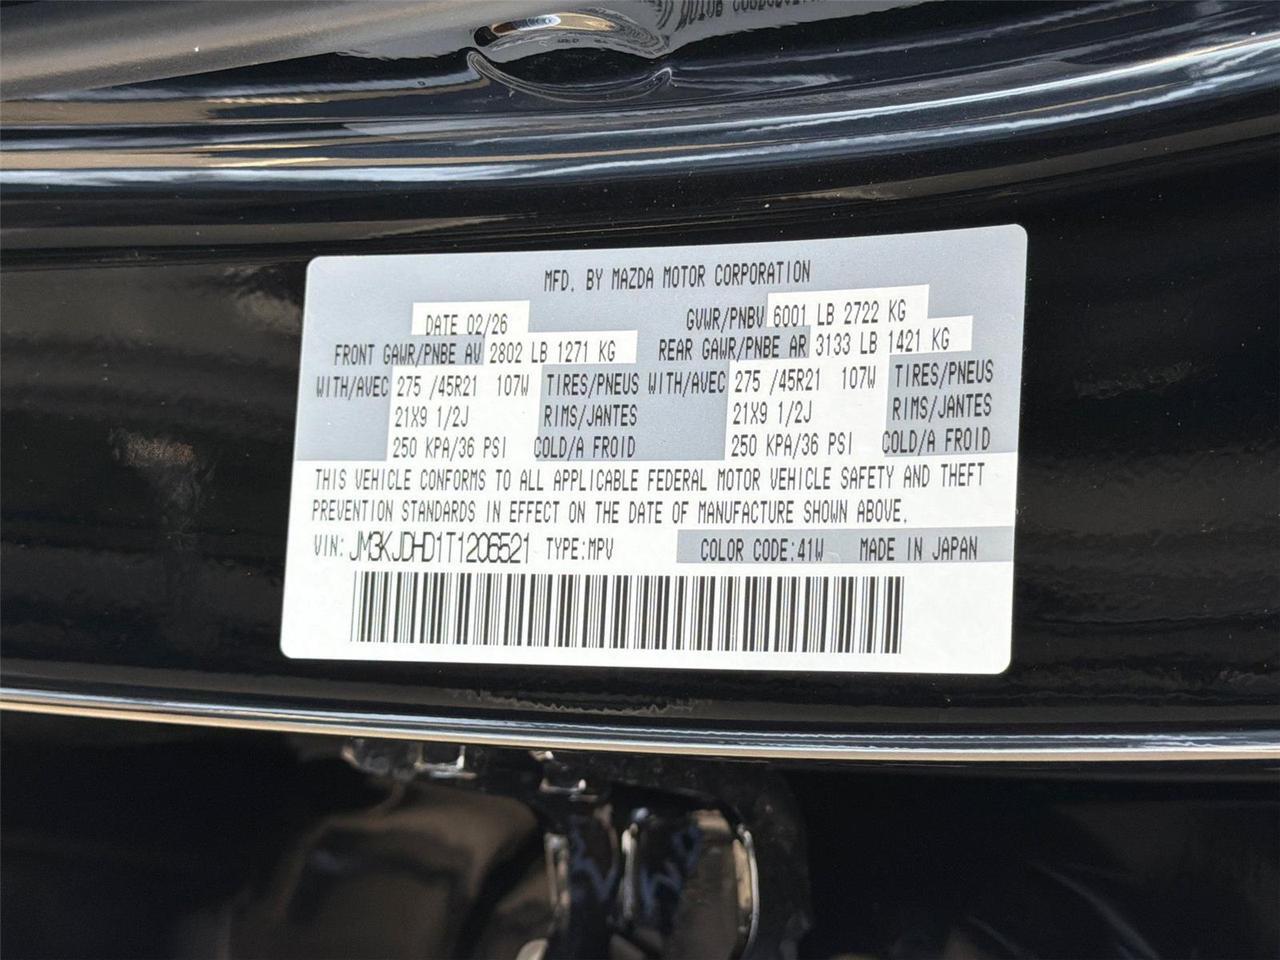 MFD. BY MAZDA MOTOR CORPORATION
DATE 02/26 GVWR/PNBV 6001 LB 2722 KG
FRONT GAWR/PNBE AV 2802 LB 1271 KG REAR GAWR/PNBE AR 3133 LB 1421 KG
WITH/AVEC 275 /45R21 107W TIRES/PNEUS WITH/AVEC 275 /45R21 107W TIRES/PNEUS
21X9 1/2J RIMS/JANTES 21X9 1/2J RIMS/JANTES
250 KPA/36 PSI COLD/A FROID 250 KPA/36 PSI COLD/A FROID
THIS VEHICLE CONFORMS TO ALL APPLICABLE FEDERAL MOTOR VEHICLE SAFETY AND THEFT
PREVENTION STANDARDS IN EFFECT ON THE DATE OF MANUFACTURE SHOWN ABOVE.
VIN: JM3KJDHD1T1206521 TYPE:MPV COLOR CODE:41W MADE IN JAPAN